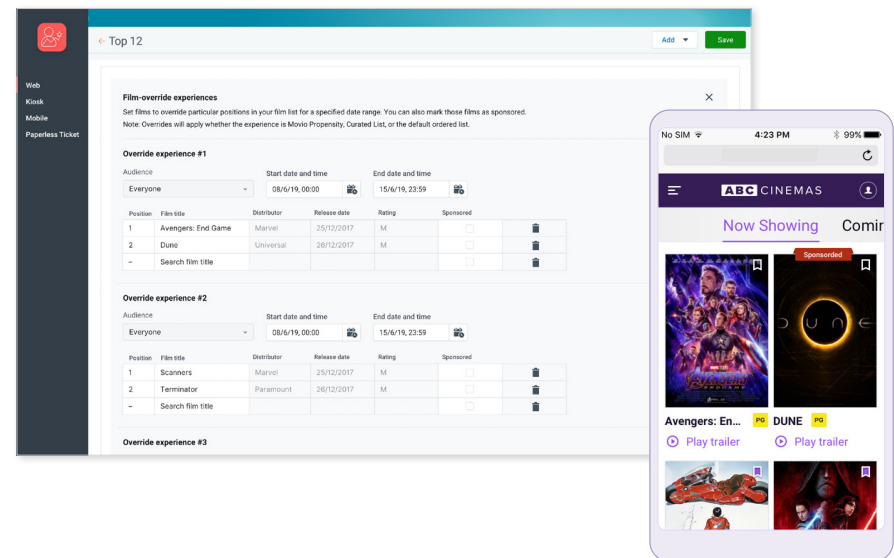 ← Top 12
Add
Save
Web
Kiosk
Mobile
Paperless Ticket
Film-override experiences
Set films to override particular positions in your film list for a specified date range. You can also mark those films as sponsored.
Note: Overrides will apply whether the experience is Movio Propensity, Curated List, or the default ordered list.
Override experience #1
Audience Start date and time End date and time
Everyone 08/6/19, 00:00 15/6/19, 23:59
Position Film title Distributor Release date Rating Sponsored
1 Avengers: End Game Marvel 25/12/2017 M
2 Dune Universal 26/12/2017 M
– Search film title
Override experience #2
Audience Start date and time End date and time
Everyone 08/6/19, 00:00 15/6/19, 23:59
Position Film title Distributor Release date Rating Sponsored
1 Scanners Marvel 25/12/2017 M
2 Terminator Paramount 26/12/2017 M
– Search film title
Override experience #3
No SIM 4:23 PM 99%
ABC CINEMAS
Now Showing Comin
Sponsorded
AVENGERS
DUNE
Avengers: En... PG DUNE PG
Play trailer Play trailer